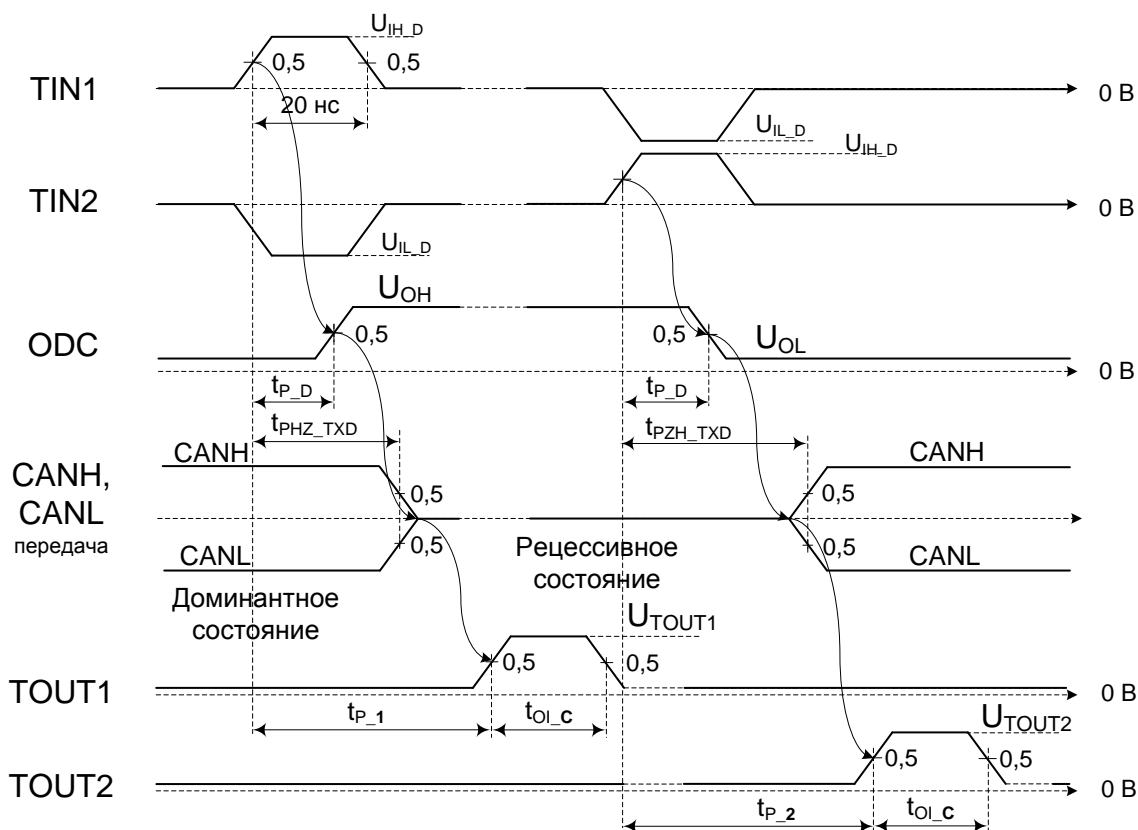 U_IH_D
0,5
0,5
TIN1
0 В
20 нс
U_IL_D
U_IH_D
TIN2
0 В
U_IL_D
U_OH
0,5
0,5
ODC
U_OL
0 В
t_P_D
t_P_D
t_PHZ_TXD
t_PZH_TXD
CANH
CANH
CANH,
CANL
передача
0,5
0,5
0,5
0,5
CANL
CANL
Рецессивное
состояние
Доминантное
состояние
U_TOUT1
0,5
0,5
TOUT1
0 В
t_P_1
t_OI_C
U_TOUT2
0,5
0,5
TOUT2
0 В
t_P_2
t_OI_C